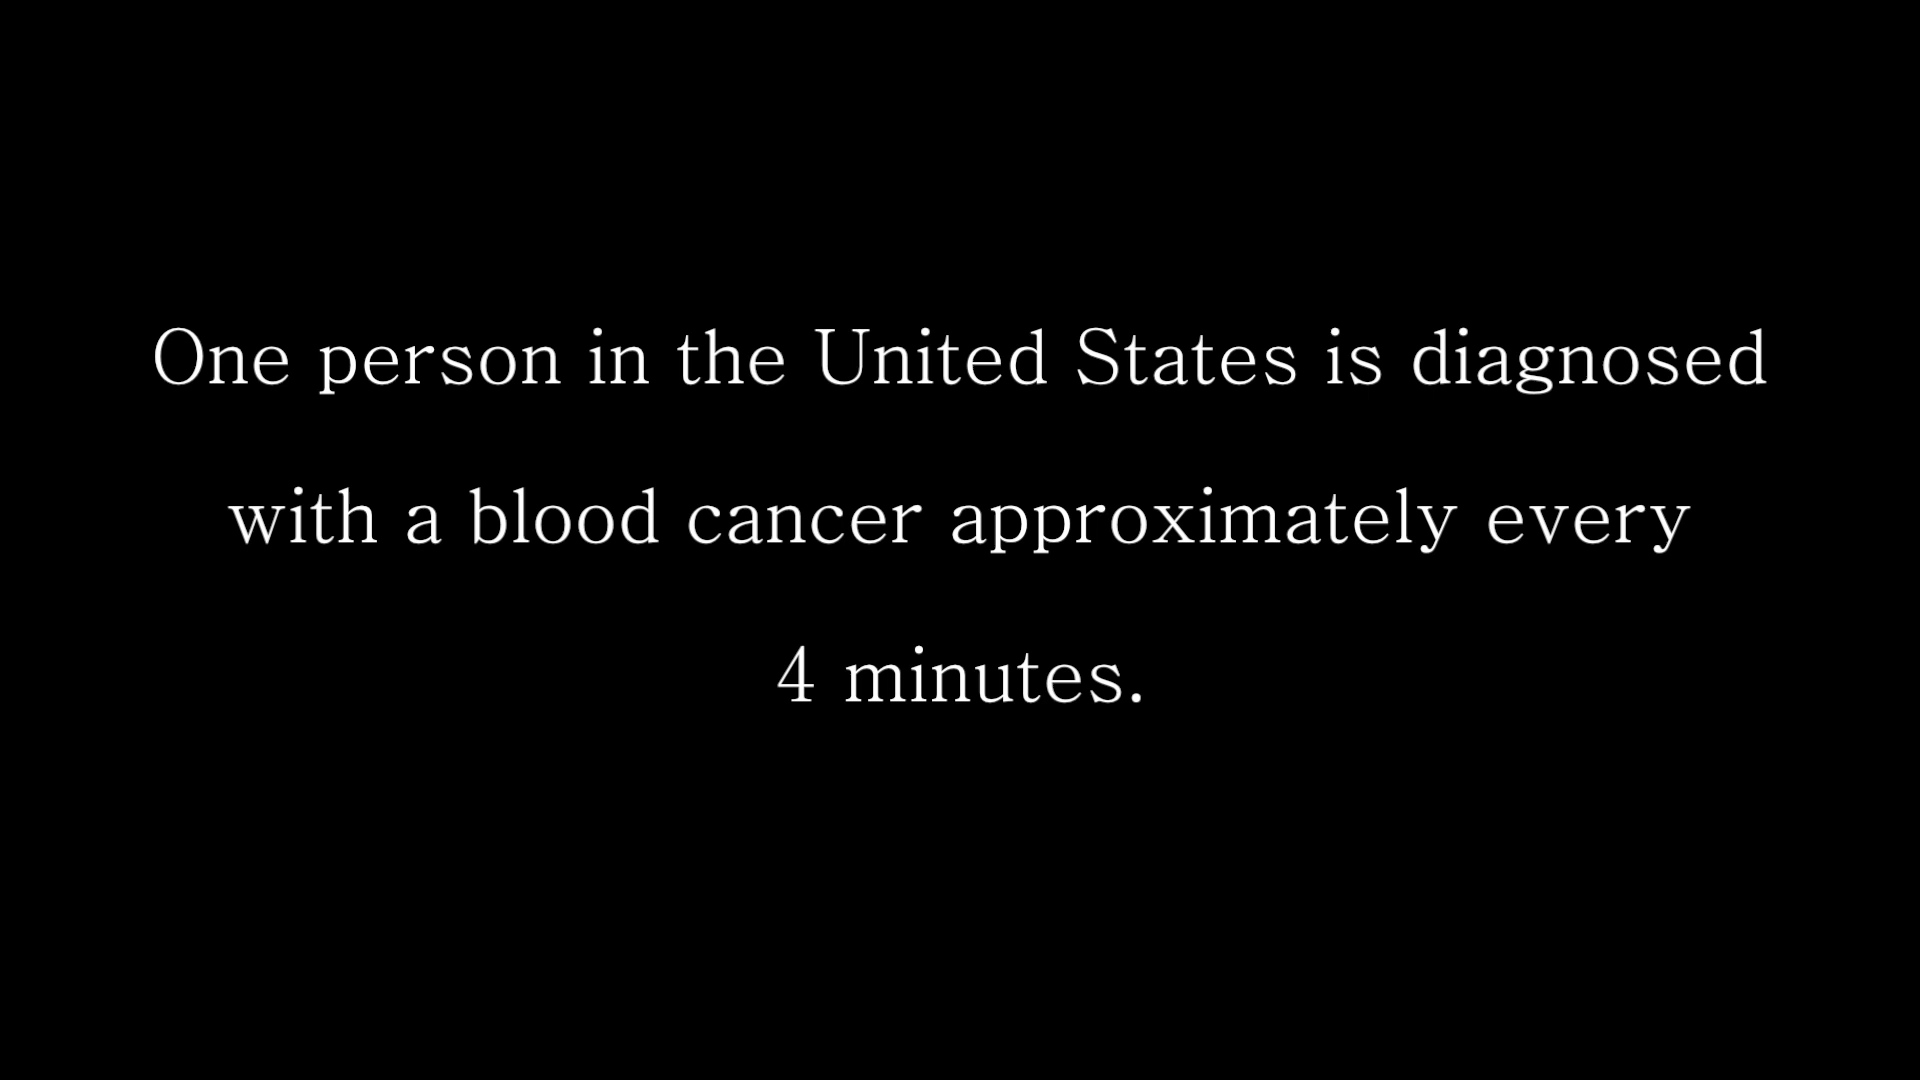 One person in the United States is diagnosed
with a blood cancer approximately every
4 minutes.